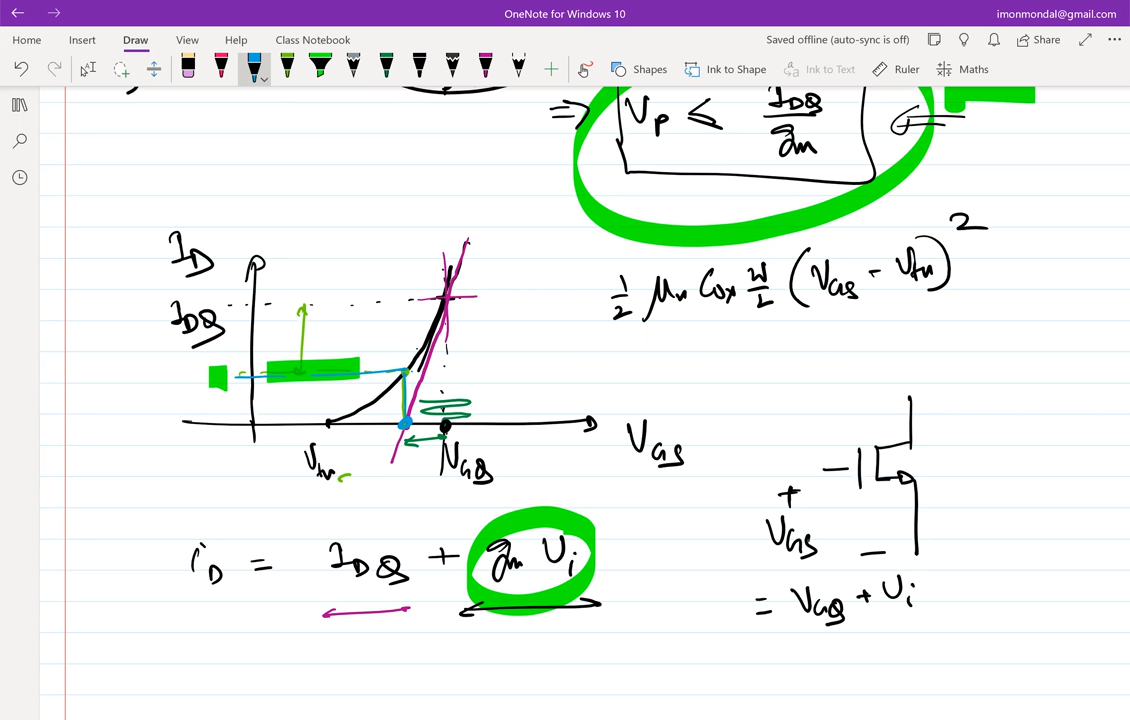 OneNote for Windows 10
imonmondal@gmail.com
Home Insert Draw View Help Class Notebook
Saved offline (auto-sync is off)
Share
Shapes
Ink to Shape
Ink to Text
Ruler
Maths
⇒ Vp ≤ IDQ / gm
ID
IDQ
1/2 μn Cox W/L (VGS - Vtn)^2
Vtn
VGQ
VGS
+
VGS
-
= VGQ + vi
iD = IDQ + gm vi